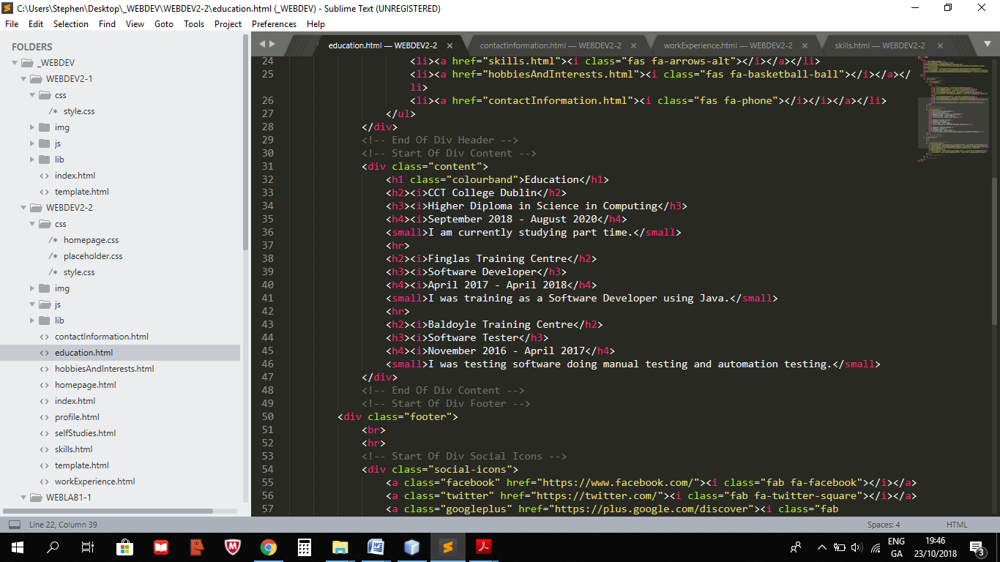 C:\Users\Stephen\Desktop\_WEBDEV\WEBDEV2-2\education.html (_WEBDEV) - Sublime Text (UNREGISTERED)
File Edit Selection Find View Goto Tools Project Preferences Help
FOLDERS
_WEBDEV
WEBDEV2-1
css
/* style.css
img
js
lib
<> index.html
<> template.html
WEBDEV2-2
css
/* homepage.css
/* placeholder.css
/* style.css
img
js
lib
<> contactInformation.html
<> education.html
<> hobbiesAndInterests.html
<> homepage.html
<> index.html
<> profile.html
<> selfStudies.html
<> skills.html
<> template.html
<> workExperience.html
WEBLAB1-1
education.html — WEBDEV2-2 contactInformation.html — WEBDEV2-2 workExperience.html — WEBDEV2-2 skills.html — WEBDEV2-2
24 <li><a href="skills.html"><i class="fas fa-arrows-alt"></i></a></li>
25 <li><a href="hobbiesAndInterests.html"><i class="fas fa-basketball-ball"></i></a></
li>
26 <li><a href="contactInformation.html"><i class="fas fa-phone"></i></i></a></li>
27 </ul>
28 </div>
29 <!-- End Of Div Header -->
30 <!-- Start Of Div Content -->
31 <div class="content">
32 <h1 class="colourband">Education</h1>
33 <h2><i>CCT College Dublin</h2>
34 <h3><i>Higher Diploma in Science in Computing</h3>
35 <h4><i>September 2018 - August 2020</h4>
36 <small>I am currently studying part time.</small>
37 <hr>
38 <h2><i>Finglas Training Centre</h2>
39 <h3><i>Software Developer</h3>
40 <h4><i>April 2017 - April 2018</h4>
41 <small>I was training as a Software Developer using Java.</small>
42 <hr>
43 <h2><i>Baldoyle Training Centre</h2>
44 <h3><i>Software Tester</h3>
45 <h4><i>November 2016 - April 2017</h4>
46 <small>I was testing software doing manual testing and automation testing.</small>
47 </div>
48 <!-- End Of Div Content -->
49 <!-- Start Of Div Footer -->
50 <div class="footer">
51 <br>
52 <hr>
53 <!-- Start Of Div Social Icons -->
54 <div class="social-icons">
55 <a class="facebook" href="https://www.facebook.com/"><i class="fab fa-facebook"></i></a>
56 <a class="twitter" href="https://twitter.com/"><i class="fab fa-twitter-square"></i></a>
57 <a class="googleplus" href="https://plus.google.com/discover"><i class="fab
Line 22, Column 39 Spaces: 4 HTML
ENG 19:46
GA 23/10/2018 3